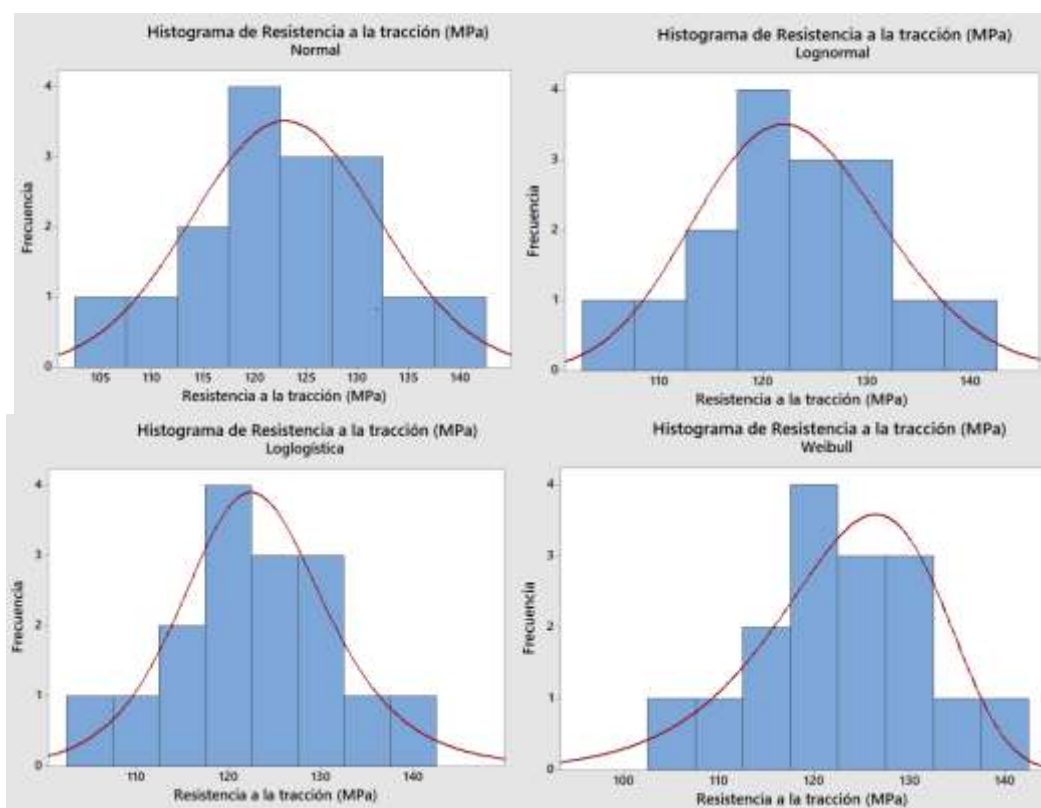 Histograma de Resistencia a la tracción (MPa)
Normal
4
3
2
1
0
Frecuencia
105 110 115 120 125 130 135 140
Resistencia a la tracción (MPa)
Histograma de Resistencia a la tracción (MPa)
Lognormal
4
3
2
1
0
Frecuencia
110 120 130 140
Resistencia a la tracción (MPa)
Histograma de Resistencia a la tracción (MPa)
Loglogística
4
3
2
1
0
Frecuencia
110 120 130 140
Resistencia a la tracción (MPa)
Histograma de Resistencia a la tracción (MPa)
Weibull
4
3
2
1
0
Frecuencia
100 110 120 130 140
Resistencia a la tracción (MPa)